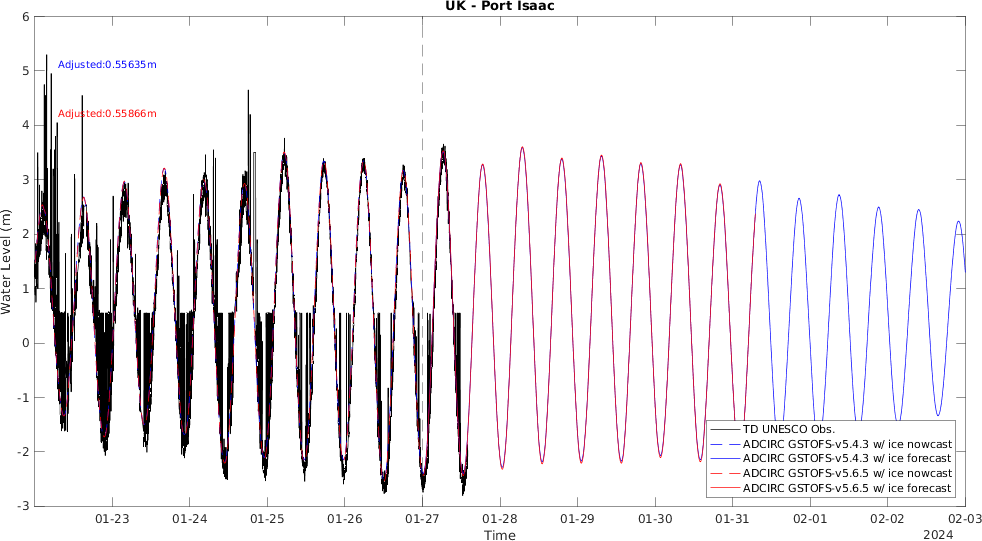 UK - Port Isaac
Water Level (m)
6
5
4
3
2
1
0
-1
-2
-3
Adjusted:0.55635m
Adjusted:0.55866m
TD UNESCO Obs.
ADCIRC GSTOFS-v5.4.3 w/ ice nowcast
ADCIRC GSTOFS-v5.4.3 w/ ice forecast
ADCIRC GSTOFS-v5.6.5 w/ ice nowcast
ADCIRC GSTOFS-v5.6.5 w/ ice forecast
01-23 01-24 01-25 01-26 01-27 01-28 01-29 01-30 01-31 02-01 02-02 02-03
Time
2024